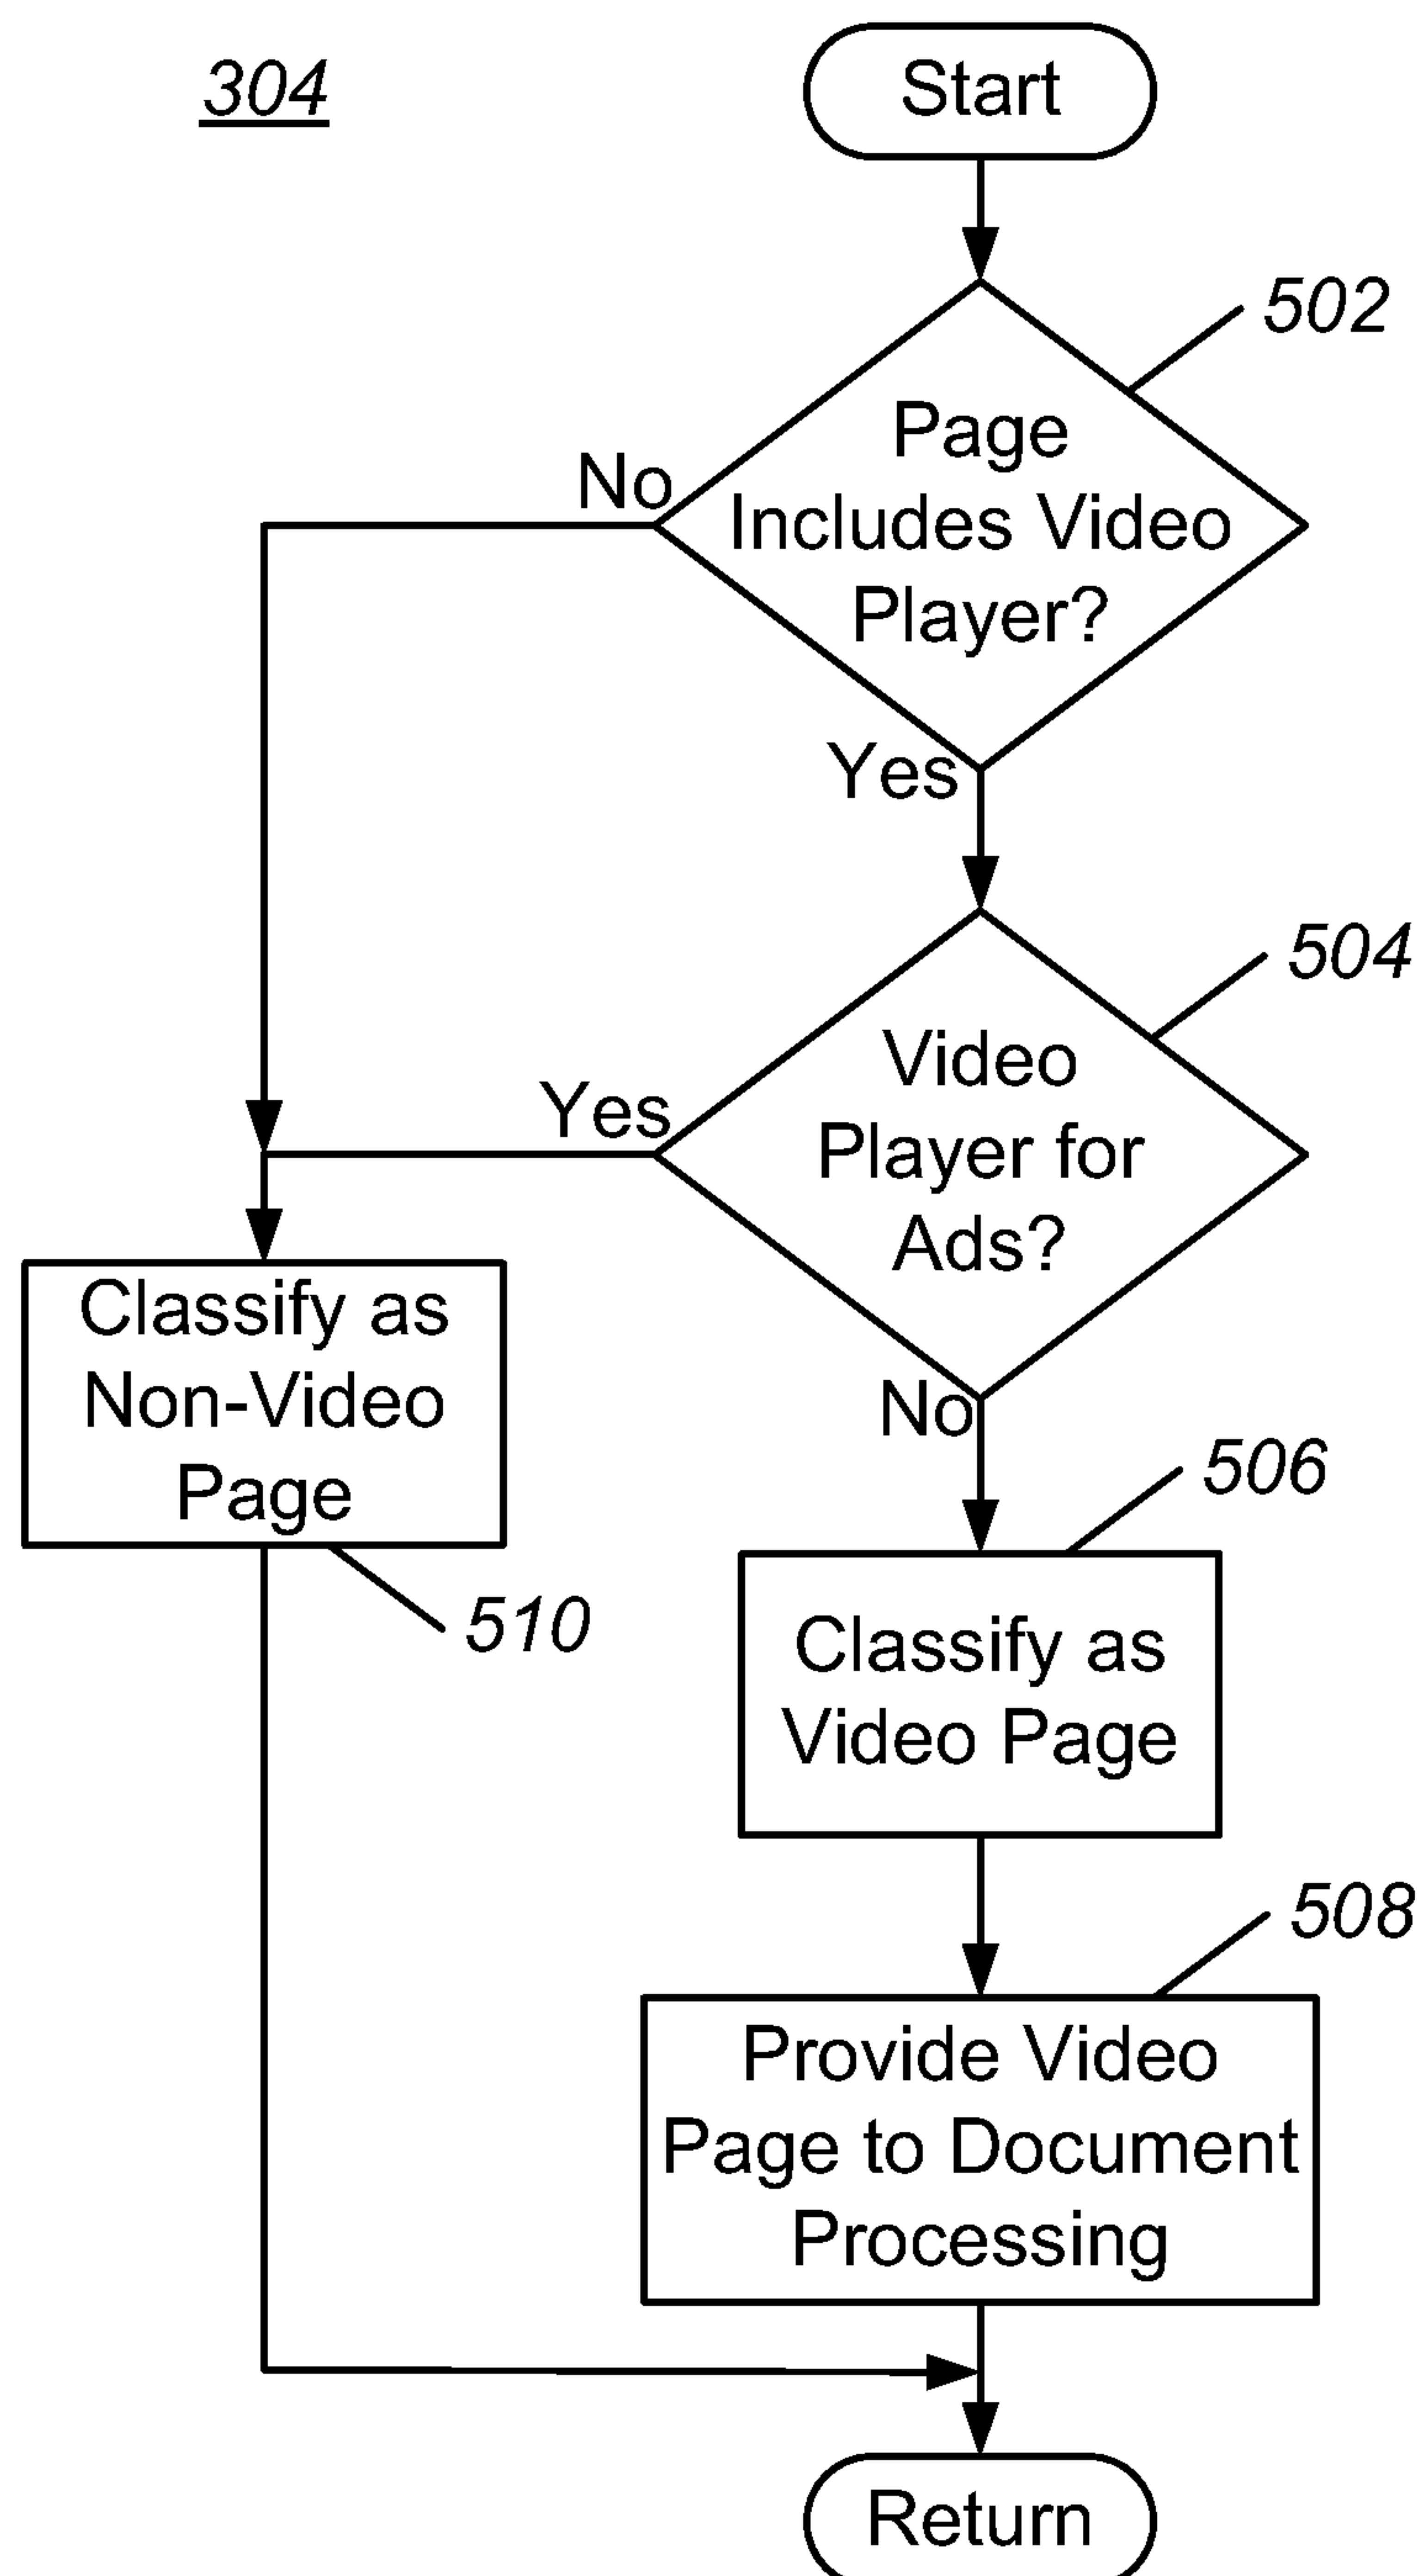 304
Start
502
Page
Includes Video
Player?
No
Yes
504
Video
Player for
Ads?
Yes
No
Classify as
Non-Video
Page
510
506
Classify as
Video Page
508
Provide Video
Page to Document
Processing
Return